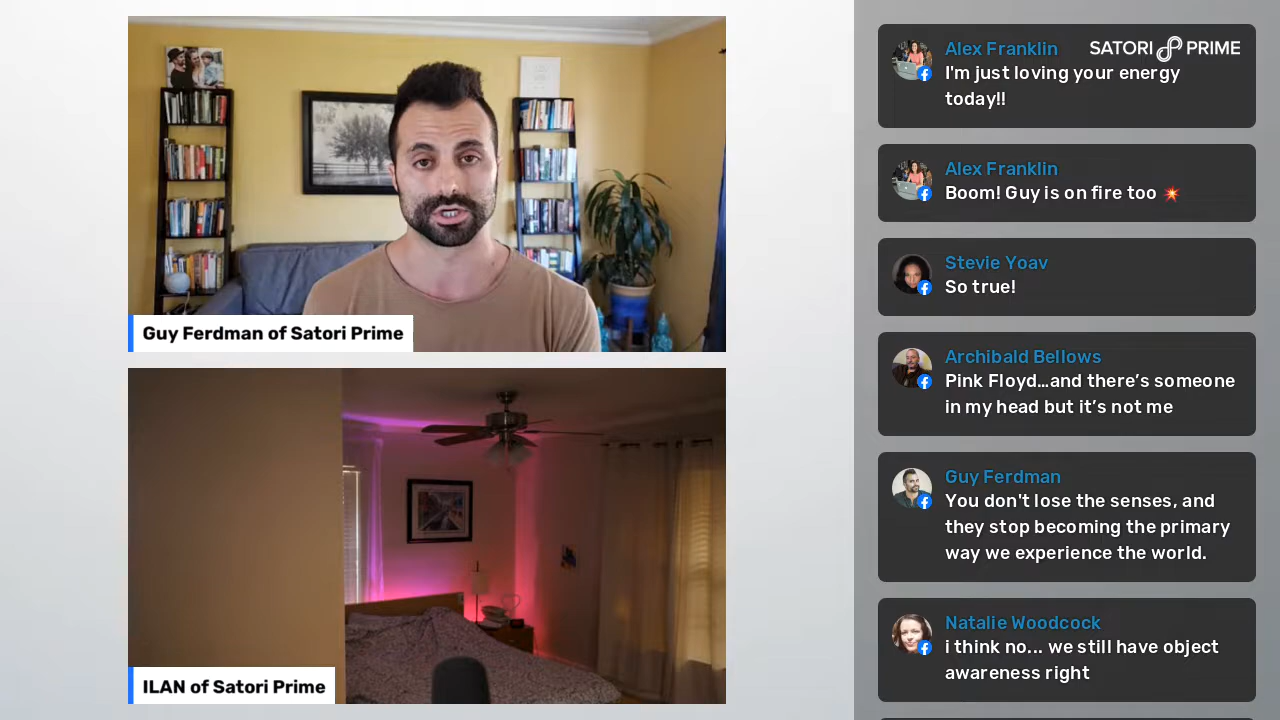 Guy Ferdman of Satori Prime
ILAN of Satori Prime
SATORI PRIME
Alex Franklin
I'm just loving your energy
today!!
Alex Franklin
Boom! Guy is on fire too 💥
Stevie Yoav
So true!
Archibald Bellows
Pink Floyd...and there’s someone
in my head but it’s not me
Guy Ferdman
You don't lose the senses, and
they stop becoming the primary
way we experience the world.
Natalie Woodcock
i think no... we still have object
awareness right